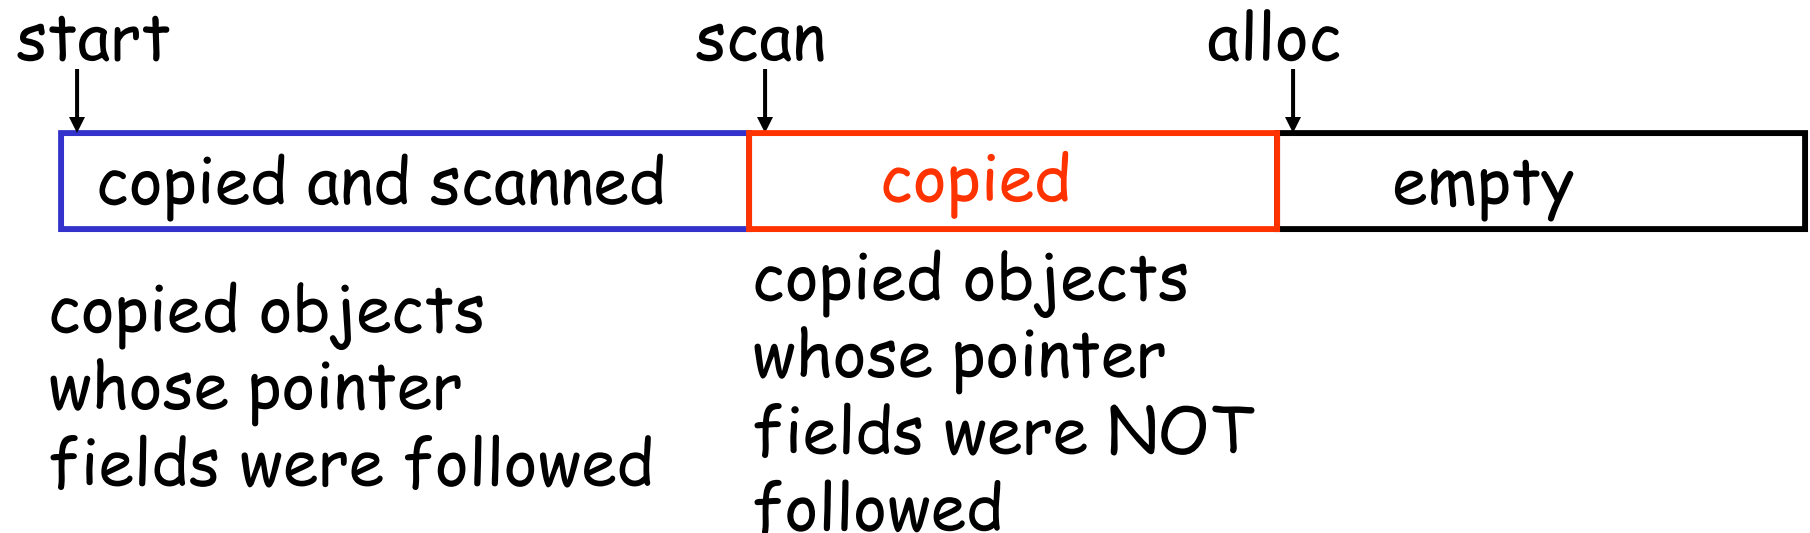 start scan alloc
copied and scanned copied empty
copied objects
whose pointer
fields were followed
copied objects
whose pointer
fields were NOT
followed